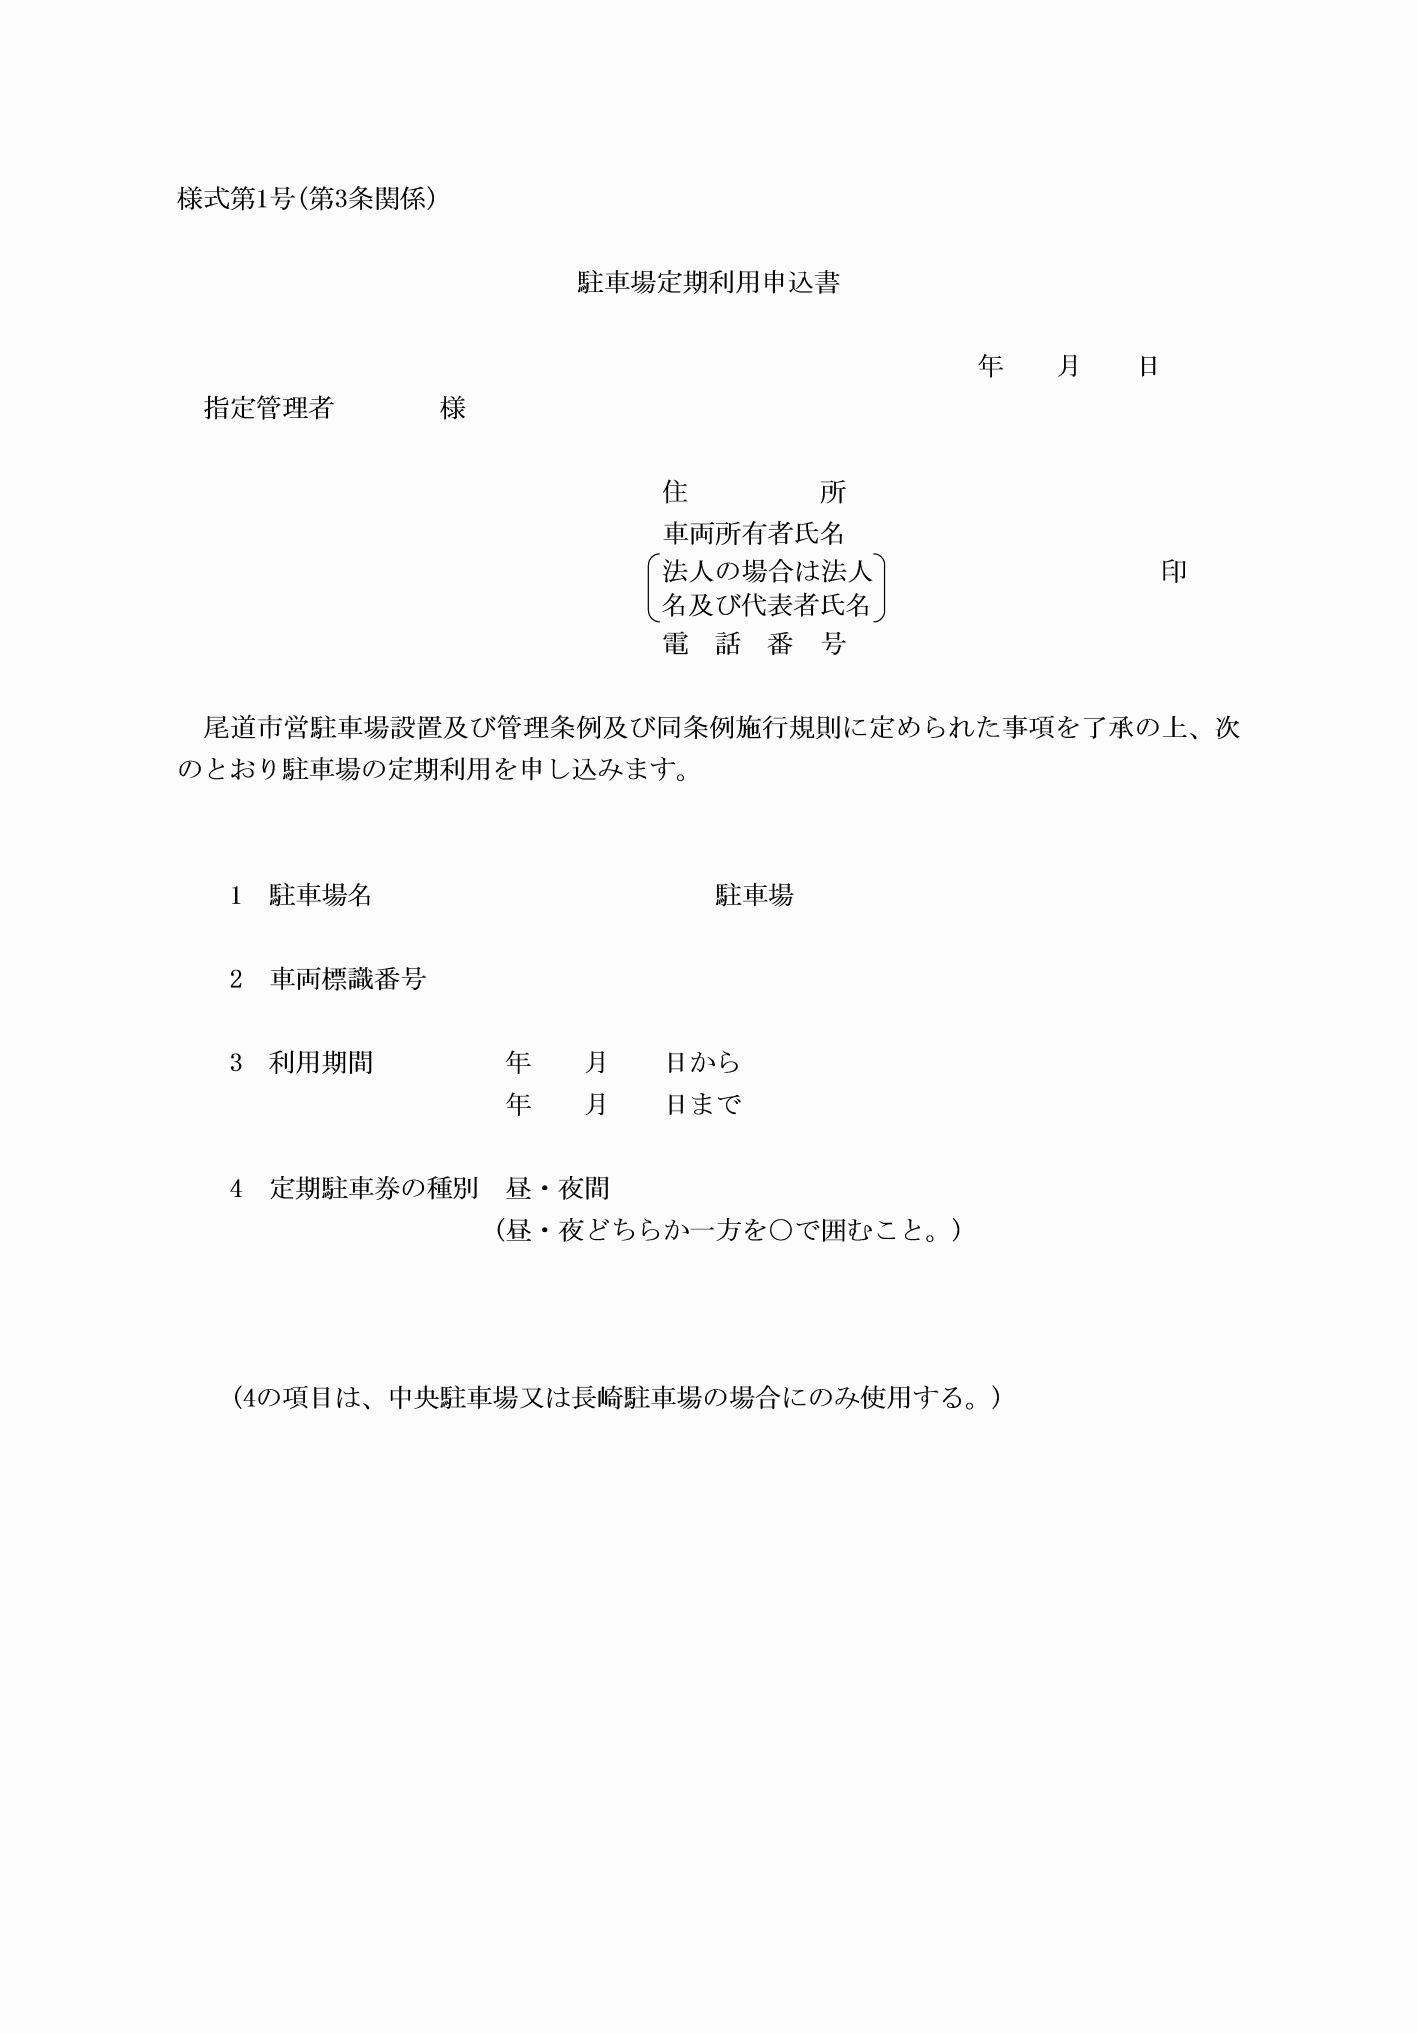 様式第1号(第3条関係)
駐車場定期利用申込書
年　　月　　日
指定管理者　　　　様
住　　　　　所
車両所有者氏名
法人の場合は法人　　　　　　　　　　　印
名及び代表者氏名
電　話　番　号
尾道市営駐車場設置及び管理条例及び同条例施行規則に定められた事項を了承の上、次
のとおり駐車場の定期利用を申し込みます。
1　駐車場名　　　　　　　　　　　　　駐車場
2　車両標識番号
3　利用期間　　　　　年　　月　　日から
年　　月　　日まで
4　定期駐車券の種別　昼・夜間
(昼・夜どちらか一方を○で囲むこと。)
(4の項目は、中央駐車場又は長崎駐車場の場合にのみ使用する。)